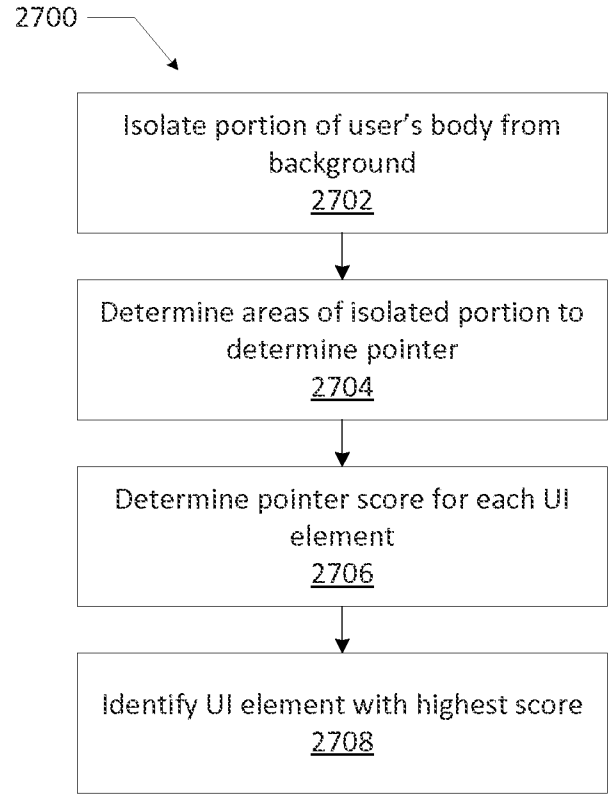 2700
Isolate portion of user's body from
background
2702
Determine areas of isolated portion to
determine pointer
2704
Determine pointer score for each UI
element
2706
Identify UI element with highest score
2708